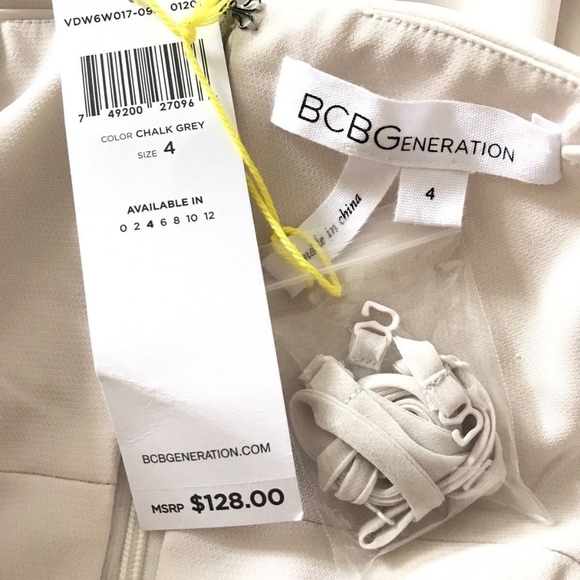 VDW6W017-09 0120
7 49200 27096
COLOR CHALK GREY
SIZE 4
AVAILABLE IN
0 2 4 6 8 10 12
BCBGENERATION.COM
MSRP $128.00
BCBGENERATION
4
made in china